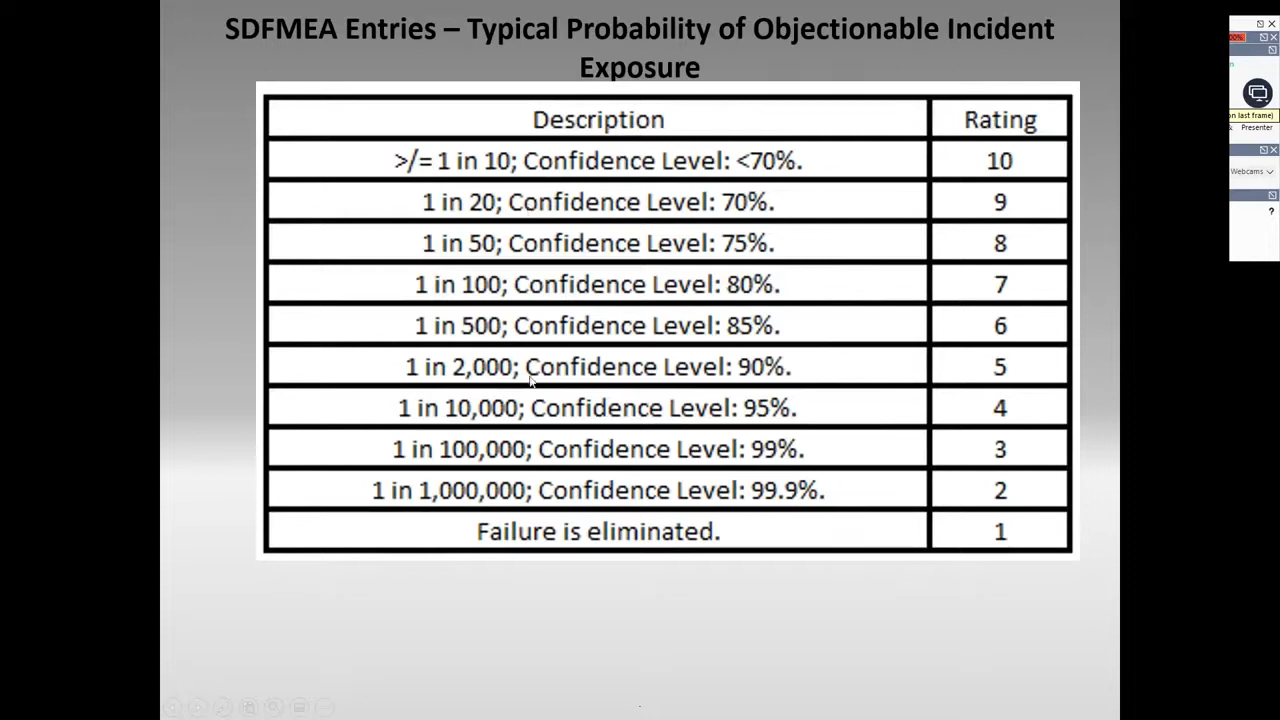 SDFMEA Entries – Typical Probability of Objectionable Incident
Exposure
Description Rating
>/= 1 in 10; Confidence Level: <70%. 10
1 in 20; Confidence Level: 70%. 9
1 in 50; Confidence Level: 75%. 8
1 in 100; Confidence Level: 80%. 7
1 in 500; Confidence Level: 85%. 6
1 in 2,000; Confidence Level: 90%. 5
1 in 10,000; Confidence Level: 95%. 4
1 in 100,000; Confidence Level: 99%. 3
1 in 1,000,000; Confidence Level: 99.9%. 2
Failure is eliminated. 1
on last frame)
& Presenter
Webcams
?